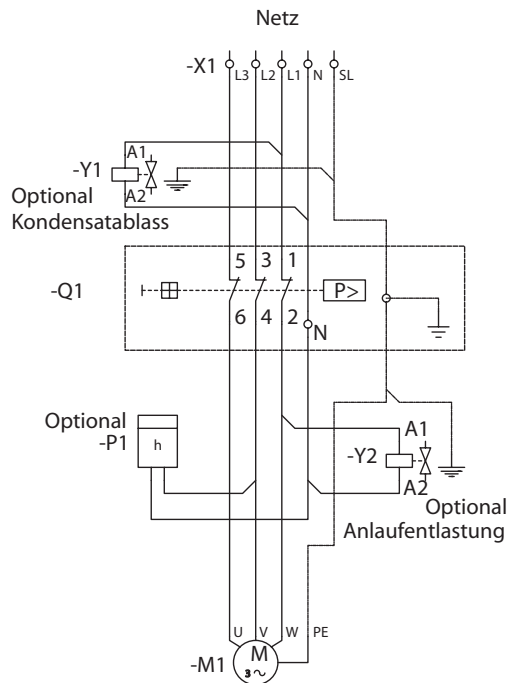 Netz
-X1 L3 L2 L1 N SL
A1
-Y1
A2
Optional
Kondensatablass
5 3 1
-Q1 P>
6 4 2 N
Optional
-P1
h
A1
-Y2
A2
Optional
Anlaufentlastung
U V W PE
-M1 M
3~